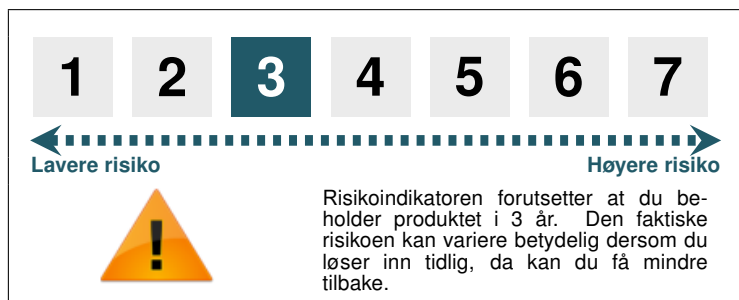 1 2 3 4 5 6 7
Lavere risiko Høyere risiko
!
Risikoindikatoren forutsetter at du be-
holder produktet i 3 år. Den faktiske
risikoen kan variere betydelig dersom du
løser inn tidlig, da kan du få mindre
tilbake.